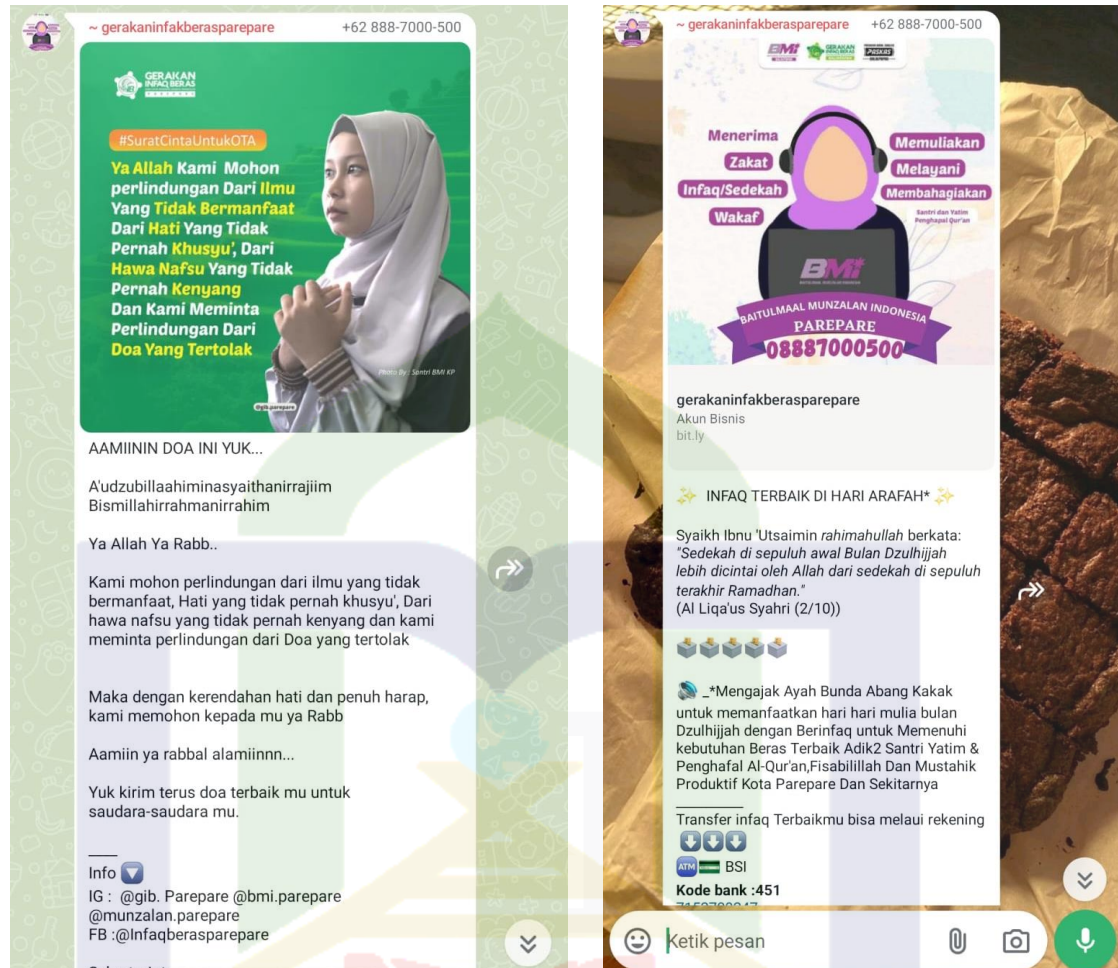 ~ gerakaninfakberasparepare +62 888-7000-500
GERAKAN
INFAQ BERAS
PAREPARE
#SuratCintaUntukOTA
Ya Allah Kami Mohon
perlindungan Dari Ilmu
Yang Tidak Bermanfaat
Dari Hati Yang Tidak
Pernah Khusyu', Dari
Hawa Nafsu Yang Tidak
Pernah Kenyang
Dan Kami Meminta
Perlindungan Dari
Doa Yang Tertolak
Photo By : Santri BMI KP
@gib.parepare
AAMIININ DOA INI YUK...
A'udzubillaahiminasyaithanirrajiim
Bismillahirrahmanirrahim
Ya Allah Ya Rabb..
Kami mohon perlindungan dari ilmu yang tidak
bermanfaat, Hati yang tidak pernah khusyu', Dari
hawa nafsu yang tidak pernah kenyang dan kami
meminta perlindungan dari Doa yang tertolak
Maka dengan kerendahan hati dan penuh harap,
kami memohon kepada mu ya Rabb
Aamiin ya rabbal alamiinnn...
Yuk kirim terus doa terbaik mu untuk
saudara-saudara mu.
Info
IG : @gib. Parepare @bmi.parepare
@munzalan.parepare
FB :@Infaqberasparepare
~ gerakaninfakberasparepare +62 888-7000-500
BMI GERAKAN INFAQ BERAS PASKAS
Menerima
Zakat
Infaq/Sedekah
Wakaf
Memuliakan
Melayani
Membahagiakan
Santri dan Yatim
Penghapal Qur'an
BMI
BAITULMAAL MUNZALAN INDONESIA
PAREPARE
08887000500
gerakaninfakberasparepare
Akun Bisnis
bit.ly
INFAQ TERBAIK DI HARI ARAFAH*
Syaikh Ibnu 'Utsaimin rahimahullah berkata:
"Sedekah di sepuluh awal Bulan Dzulhijjah
lebih dicintai oleh Allah dari sedekah di sepuluh
terakhir Ramadhan."
(Al Liqa'us Syahri (2/10))
_*Mengajak Ayah Bunda Abang Kakak
untuk memanfaatkan hari hari mulia bulan
Dzulhijjah dengan Berinfaq untuk Memenuhi
kebutuhan Beras Terbaik Adik2 Santri Yatim &
Penghafal Al-Qur'an,Fisabilillah Dan Mustahik
Produktif Kota Parepare Dan Sekitarnya
Transfer infaq Terbaikmu bisa melaui rekening
ATM BSI
Kode bank :451
Ketik pesan